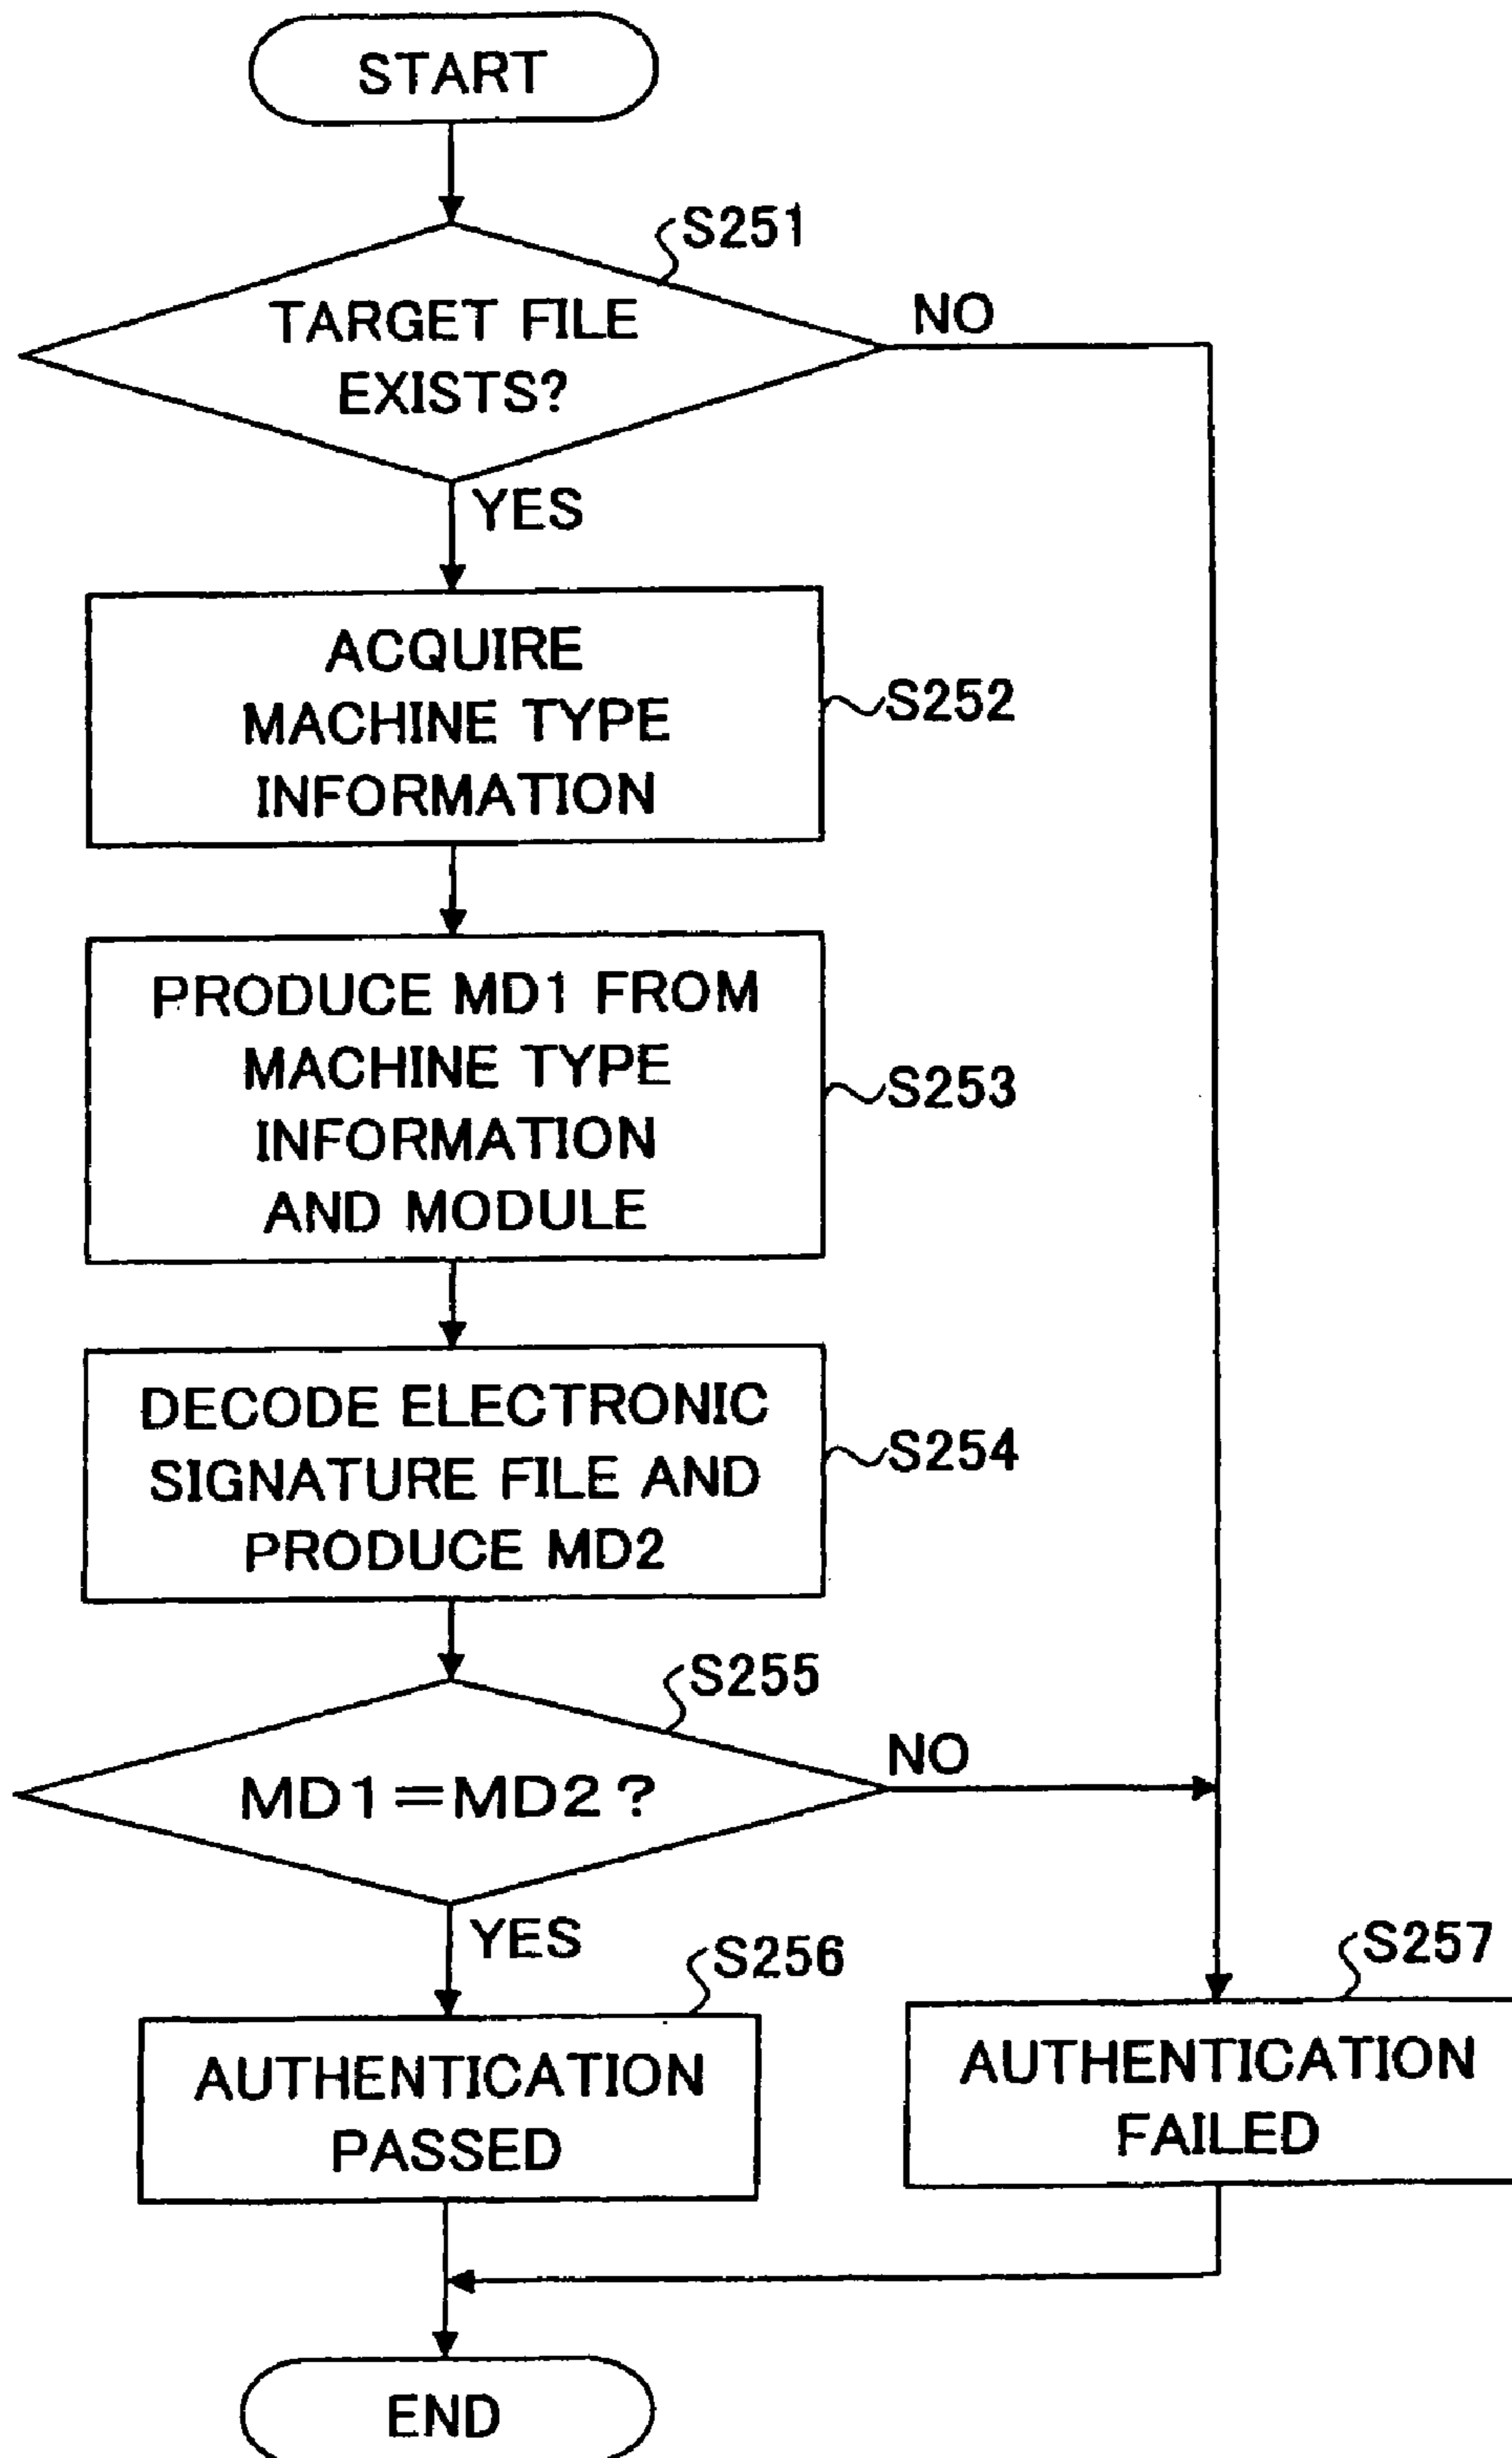 START
S251
TARGET FILE
EXISTS?
NO
YES
ACQUIRE
MACHINE TYPE
INFORMATION
S252
PRODUCE MD1 FROM
MACHINE TYPE
INFORMATION
AND MODULE
S253
DECODE ELECTRONIC
SIGNATURE FILE AND
PRODUCE MD2
S254
S255
MD1=MD2?
NO
YES
S256
AUTHENTICATION
PASSED
S257
AUTHENTICATION
FAILED
END